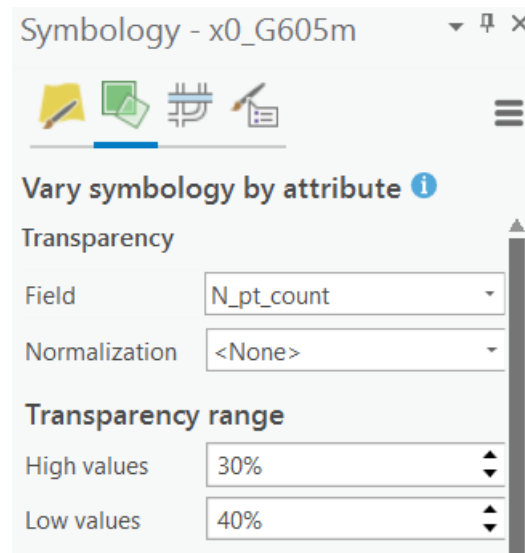 Symbology - x0_G605m
Vary symbology by attribute
Transparency
Field N_pt_count
Normalization <None>
Transparency range
High values 30%
Low values 40%